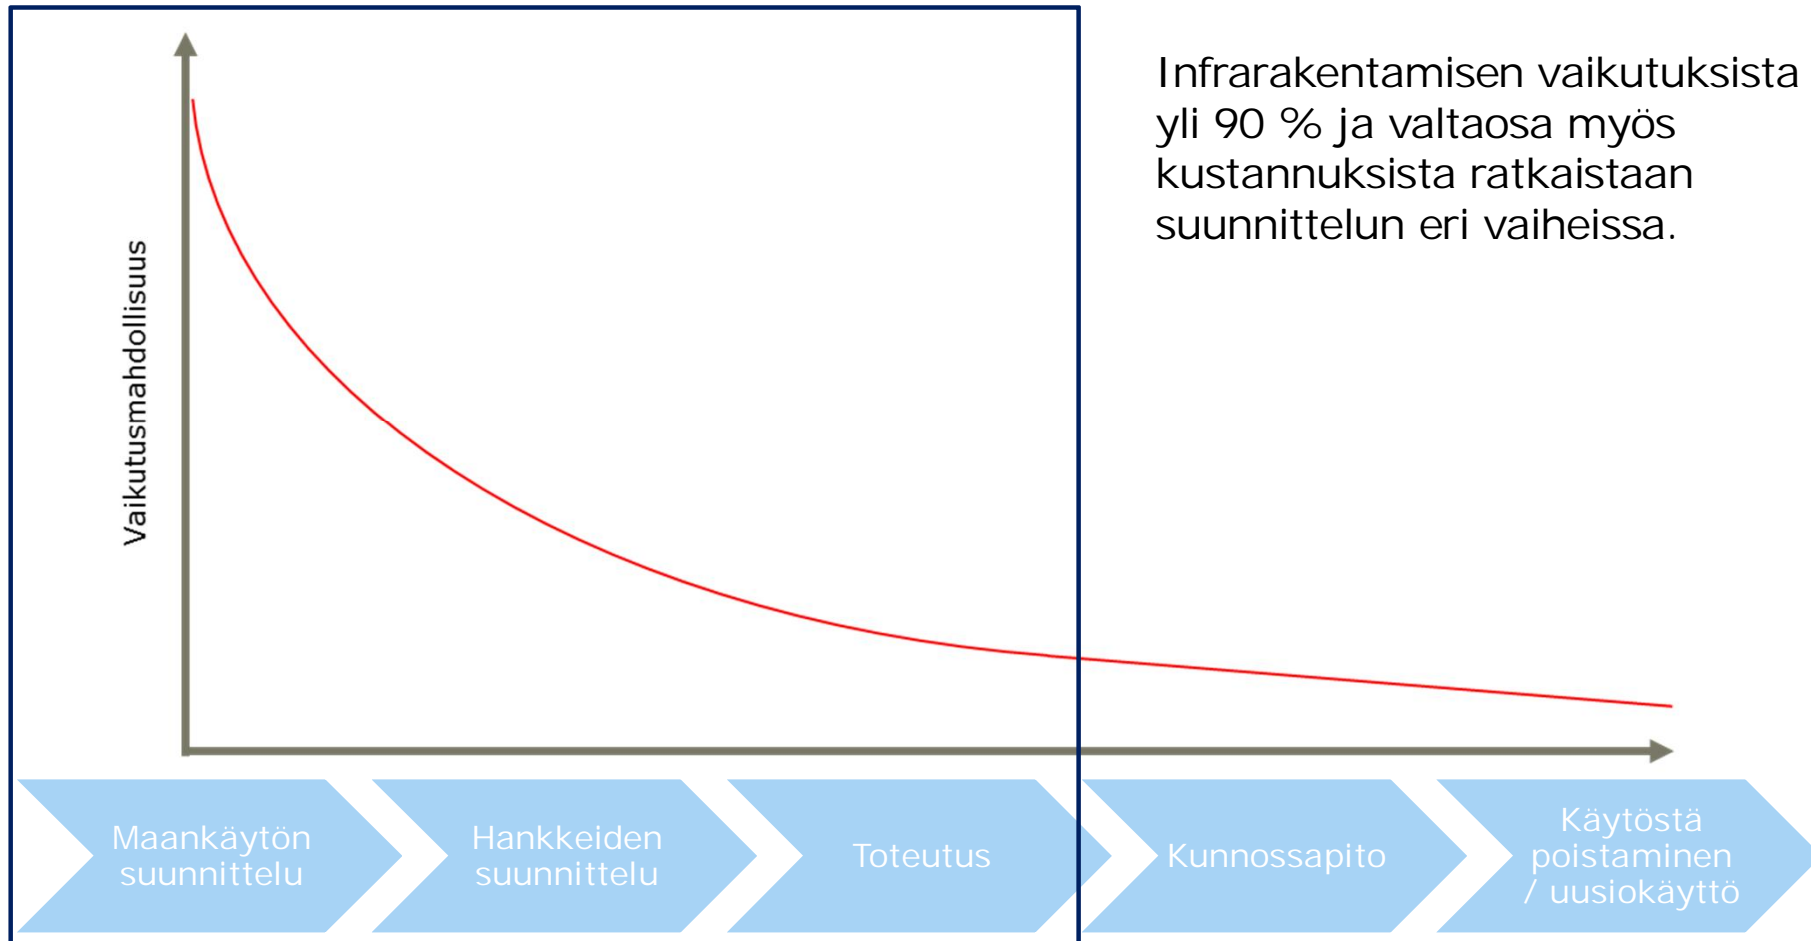 Infrarakentamisen vaikutuksista
yli 90 % ja valtaosa myös
kustannuksista ratkaistaan
suunnittelun eri vaiheissa.
Vaikutusmahdollisuus
Maankäytön
suunnittelu
Hankkeiden
suunnittelu
Toteutus
Kunnossapito
Käytöstä
poistaminen
/ uusiokäyttö